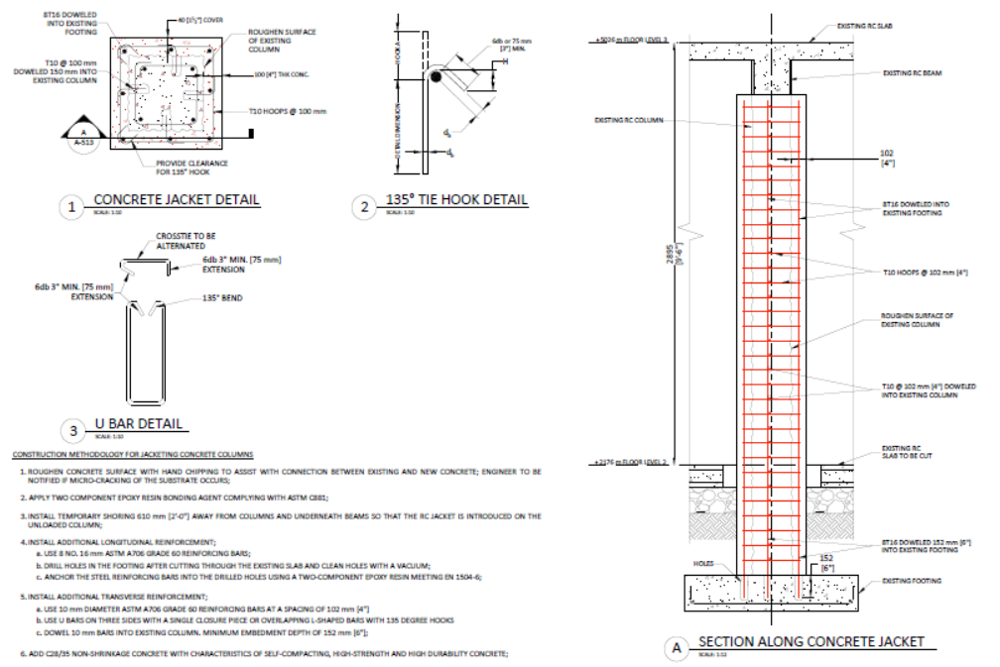 8T16 DOWELED
INTO EXISTING
FOOTING
40 [1½"] COVER
ROUGHEN SURFACE
OF EXISTING
COLUMN
T10 @ 100 mm
DOWELED 150 mm INTO
EXISTING COLUMN
100 [4"] THK CONC.
T10 HOOPS @ 100 mm
A
A-513
PROVIDE CLEARANCE
FOR 135° HOOK
1 CONCRETE JACKET DETAIL
SCALE: 1:10
HOOK A
DETAIL DIMENSION
6db or 75 mm
[3"] MIN.
H
d
d
2 135° TIE HOOK DETAIL
SCALE: 1:10
CROSSTIE TO BE
ALTERNATED
6db 3" MIN. [75 mm]
EXTENSION
6db 3" MIN. [75 mm]
EXTENSION
135° BEND
3 U BAR DETAIL
SCALE: 1:10
CONSTRUCTION METHODOLOGY FOR JACKETING CONCRETE COLUMNS
1. ROUGHEN CONCRETE SURFACE WITH HAND CHIPPING TO ASSIST WITH CONNECTION BETWEEN EXISTING AND NEW CONCRETE; ENGINEER TO BE
NOTIFIED IF MICRO-CRACKING OF THE SUBSTRATE OCCURS;
2. APPLY TWO COMPONENT EPOXY RESIN BONDING AGENT COMPLYING WITH ASTM C881;
3. INSTALL TEMPORARY SHORING 610 mm [2'-0"] AWAY FROM COLUMNS AND UNDERNEATH BEAMS SO THAT THE RC JACKET IS INTRODUCED ON THE
UNLOADED COLUMN;
4. INSTALL ADDITIONAL LONGITUDINAL REINFORCEMENT;
a. USE 8 NO. 16 mm ASTM A706 GRADE 60 REINFORCING BARS;
b. DRILL HOLES IN THE FOOTING AFTER CUTTING THROUGH THE EXISTING SLAB AND CLEAN HOLES WITH A VACUUM;
c. ANCHOR THE STEEL REINFORCING BARS INTO THE DRILLED HOLES USING A TWO-COMPONENT EPOXY RESIN MEETING EN 1504-6;
5. INSTALL ADDITIONAL TRANSVERSE REINFORCEMENT;
a. USE 10 mm DIAMETER ASTM A706 GRADE 60 REINFORCING BARS AT A SPACING OF 102 mm [4"]
b. USE U BARS ON THREE SIDES WITH A SINGLE CLOSURE PIECE OR OVERLAPPING L-SHAPED BARS WITH 135 DEGREE HOOKS
c. DOWEL 10 mm BARS INTO EXISTING COLUMN. MINIMUM EMBEDMENT DEPTH OF 152 mm [6"];
6. ADD C28/35 NON-SHRINKAGE CONCRETE WITH CHARACTERISTICS OF SELF-COMPACTING, HIGH-STRENGTH AND HIGH DURABILITY CONCRETE;
FLOOR LEVEL 3
EXISTING RC SLAB
EXISTING RC BEAM
EXISTING RC COLUMN
102
[4"]
8T16 DOWELED INTO
EXISTING FOOTING
2895
[9'-6"]
T10 HOOPS @ 102 mm [4"]
ROUGHEN SURFACE OF
EXISTING COLUMN
T10 @ 102 mm [4"] DOWELED
INTO EXISTING COLUMN
+2176 m FLOOR LEVEL 2
EXISTING RC
SLAB TO BE CUT
8T16 DOWELED 152 mm [6"]
INTO EXISTING FOOTING
HOLES
152
[6"]
EXISTING FOOTING
A SECTION ALONG CONCRETE JACKET
SCALE: 1:12